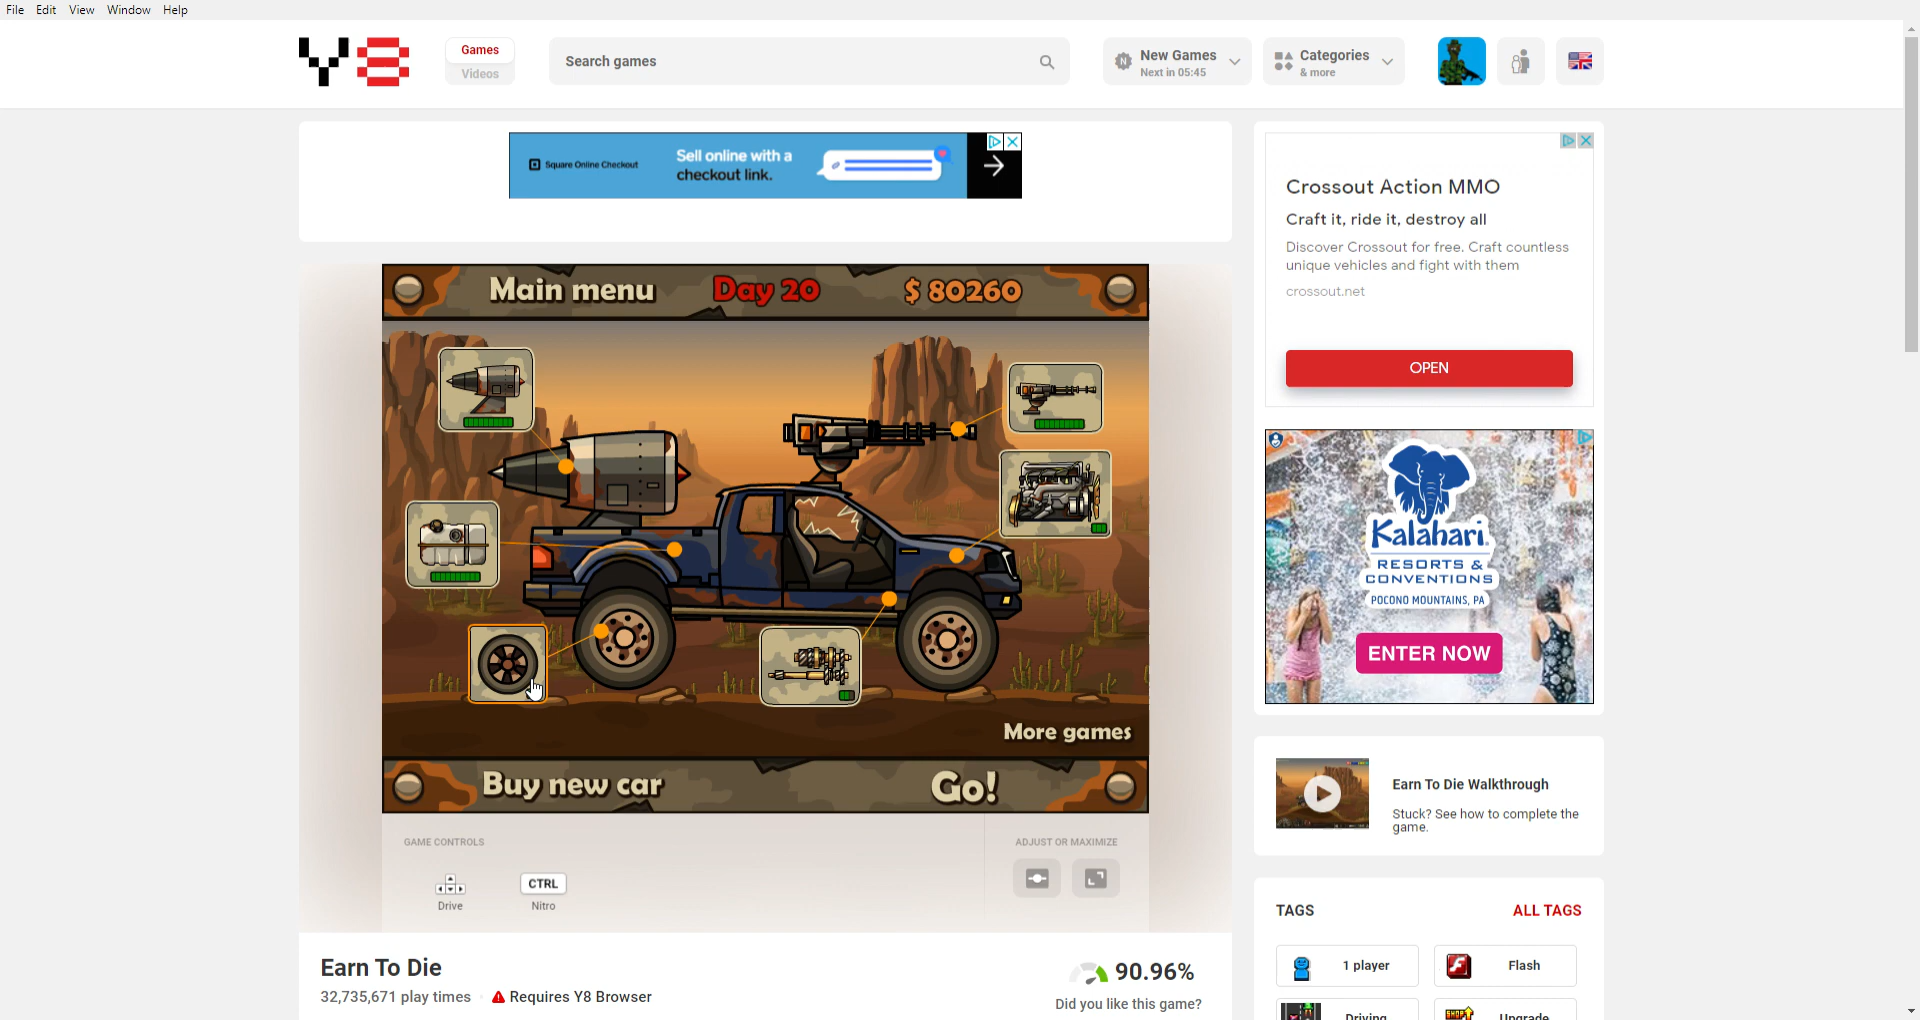 File Edit View Window Help
Y8
Games
Videos
Search games
N
New Games
Next in 05:45
Categories
& more
Square Online Checkout
Sell online with a
checkout link.
Crossout Action MMO
Craft it, ride it, destroy all
Discover Crossout for free. Craft countless
unique vehicles and fight with them
crossout.net
OPEN
Main menu
Day 20
$ 80260
More games
Buy new car
Go!
Kalahari.
RESORTS &
CONVENTIONS
POCONO MOUNTAINS, PA
ENTER NOW
GAME CONTROLS
Drive
CTRL
Nitro
ADJUST OR MAXIMIZE
Earn To Die Walkthrough
Stuck? See how to complete the
game.
TAGS
ALL TAGS
1 player
Flash
Driving
Upgrade
Earn To Die
32,735,671 play times
Requires Y8 Browser
90.96%
Did you like this game?